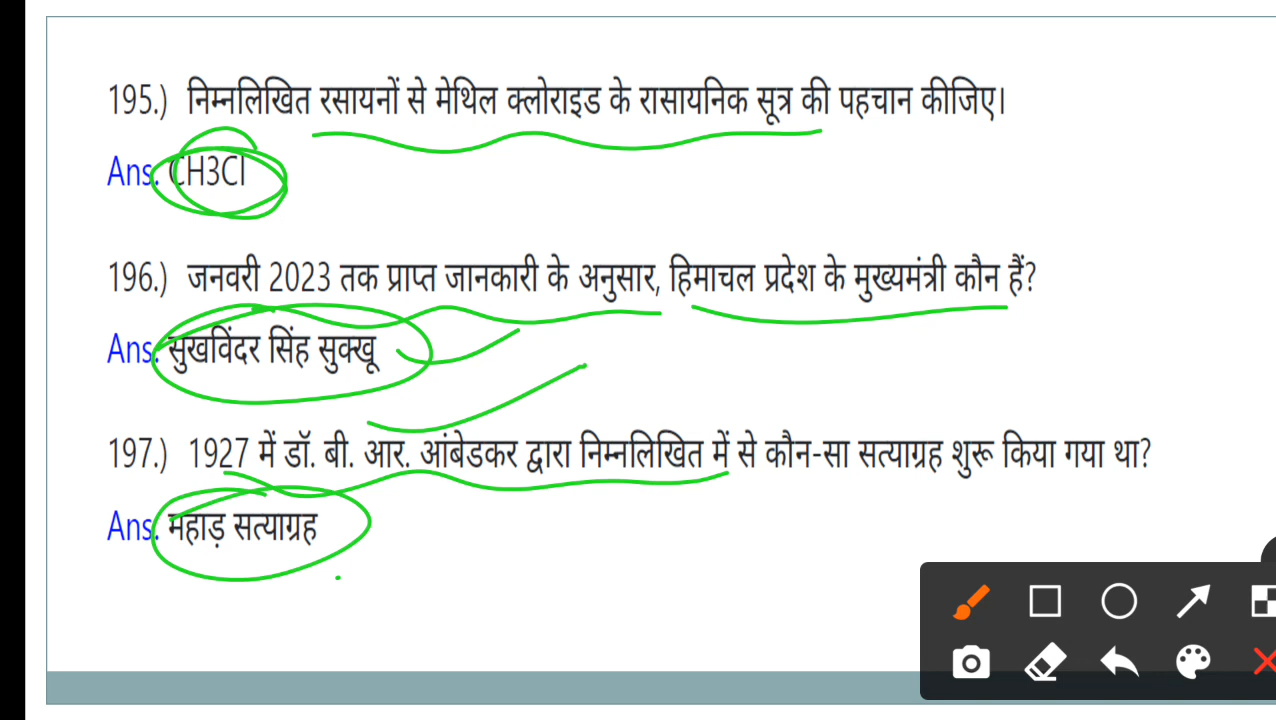 195.) निम्नलिखित रसायनों से मेथिल क्लोराइड के रासायनिक सूत्र की पहचान कीजिए।
Ans. CH3Cl
196.) जनवरी 2023 तक प्राप्त जानकारी के अनुसार, हिमाचल प्रदेश के मुख्यमंत्री कौन हैं?
Ans. सुखविंदर सिंह सुक्खू
197.) 1927 में डॉ. बी. आर. आंबेडकर द्वारा निम्नलिखित में से कौन-सा सत्याग्रह शुरू किया गया था?
Ans. महाड़ सत्याग्रह